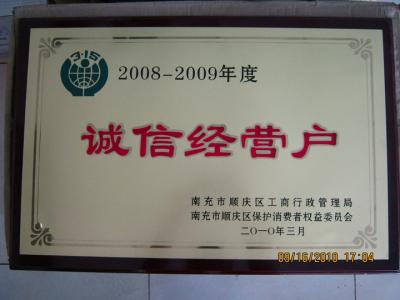 3·15
2008-2009年度
诚信经营户
南充市顺庆区工商行政管理局
南充市顺庆区保护消费者权益委员会
二〇一〇年三月
09/16/2010 17:04